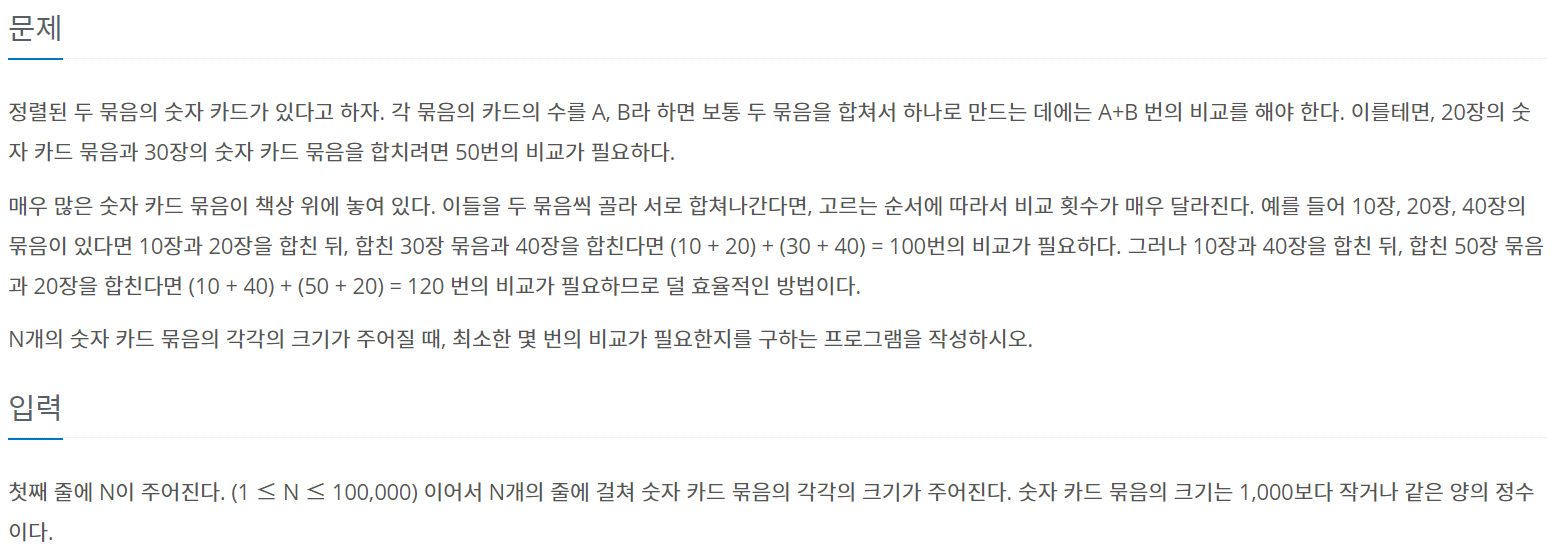 문제
정렬된 두 묶음의 숫자 카드가 있다고 하자. 각 묶음의 카드의 수를 A, B라 하면 보통 두 묶음을 합쳐서 하나로 만드는 데에는 A+B 번의 비교를 해야 한다. 이를테면, 20장의 숫
자 카드 묶음과 30장의 숫자 카드 묶음을 합치려면 50번의 비교가 필요하다.
매우 많은 숫자 카드 묶음이 책상 위에 놓여 있다. 이들을 두 묶음씩 골라 서로 합쳐나간다면, 고르는 순서에 따라서 비교 횟수가 매우 달라진다. 예를 들어 10장, 20장, 40장의
묶음이 있다면 10장과 20장을 합친 뒤, 합친 30장 묶음과 40장을 합친다면 (10 + 20) + (30 + 40) = 100번의 비교가 필요하다. 그러나 10장과 40장을 합친 뒤, 합친 50장 묶음
과 20장을 합친다면 (10 + 40) + (50 + 20) = 120 번의 비교가 필요하므로 덜 효율적인 방법이다.
N개의 숫자 카드 묶음의 각각의 크기가 주어질 때, 최소한 몇 번의 비교가 필요한지를 구하는 프로그램을 작성하시오.
입력
첫째 줄에 N이 주어진다. (1 ≤ N ≤ 100,000) 이어서 N개의 줄에 걸쳐 숫자 카드 묶음의 각각의 크기가 주어진다. 숫자 카드 묶음의 크기는 1,000보다 작거나 같은 양의 정수
이다.